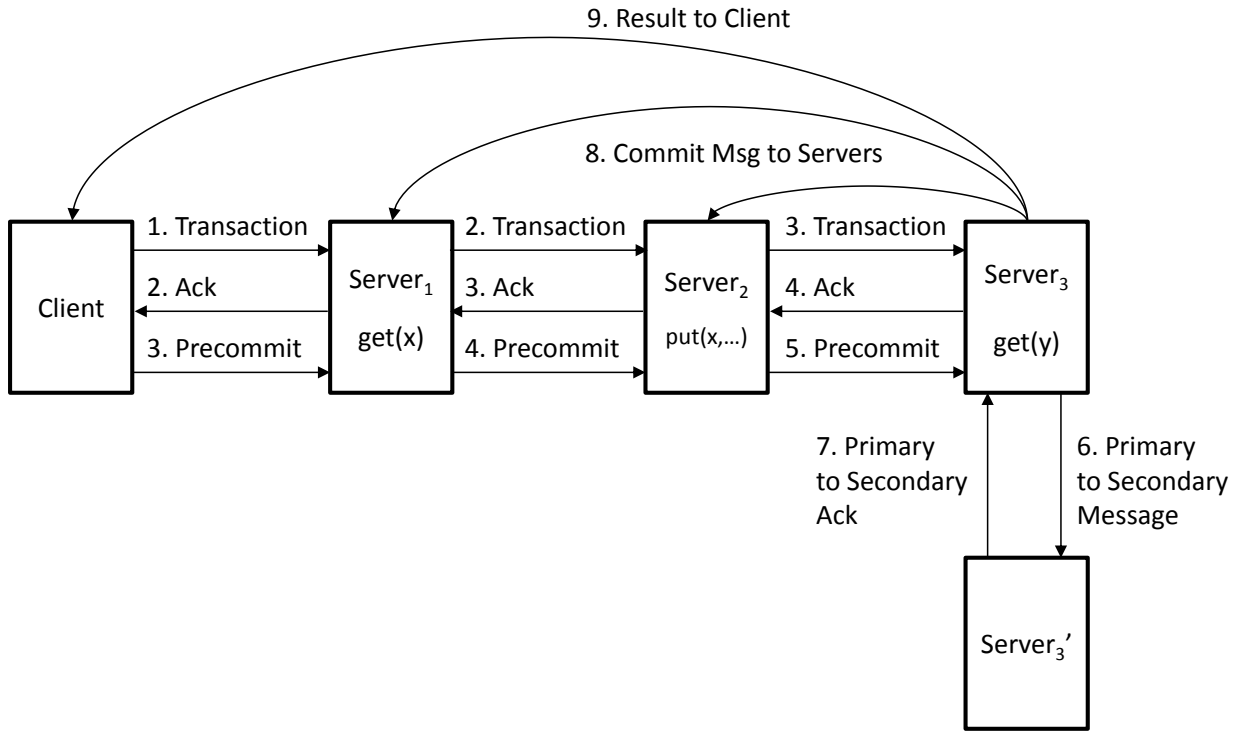 9. Result to Client
8. Commit Msg to Servers
1. Transaction
2. Transaction
3. Transaction
Client
2. Ack
Server₁
3. Ack
Server₂
4. Ack
Server₃
get(x)
put(x,...)
get(y)
3. Precommit
4. Precommit
5. Precommit
7. Primary
to Secondary
Ack
6. Primary
to Secondary
Message
Server₃’